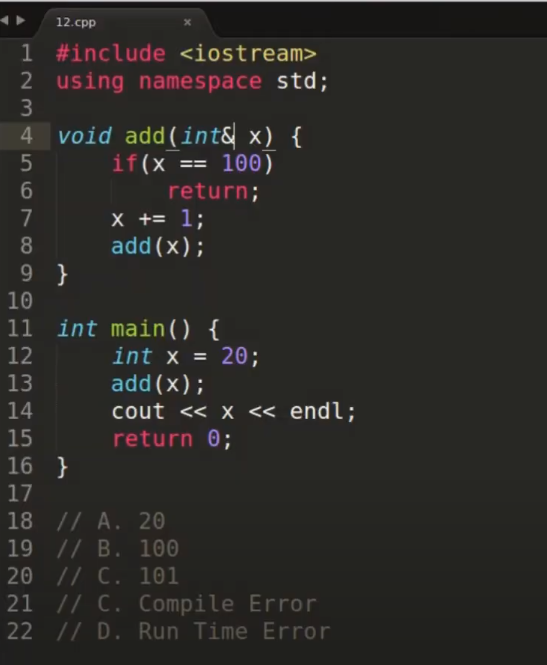 12.cpp ×
1 #include <iostream>
2 using namespace std;
3
4 void add(int& x) {
5     if(x == 100)
6         return;
7     x += 1;
8     add(x);
9 }
10
11 int main() {
12     int x = 20;
13     add(x);
14     cout << x << endl;
15     return 0;
16 }
17
18 // A. 20
19 // B. 100
20 // C. 101
21 // C. Compile Error
22 // D. Run Time Error